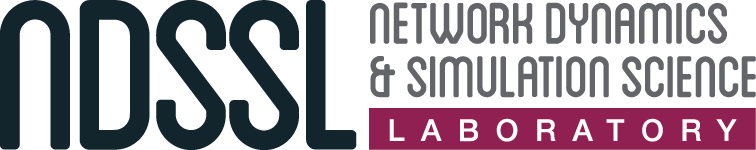 NDSSL
NETWORK DYNAMICS
& SIMULATION SCIENCE
LABORATORY